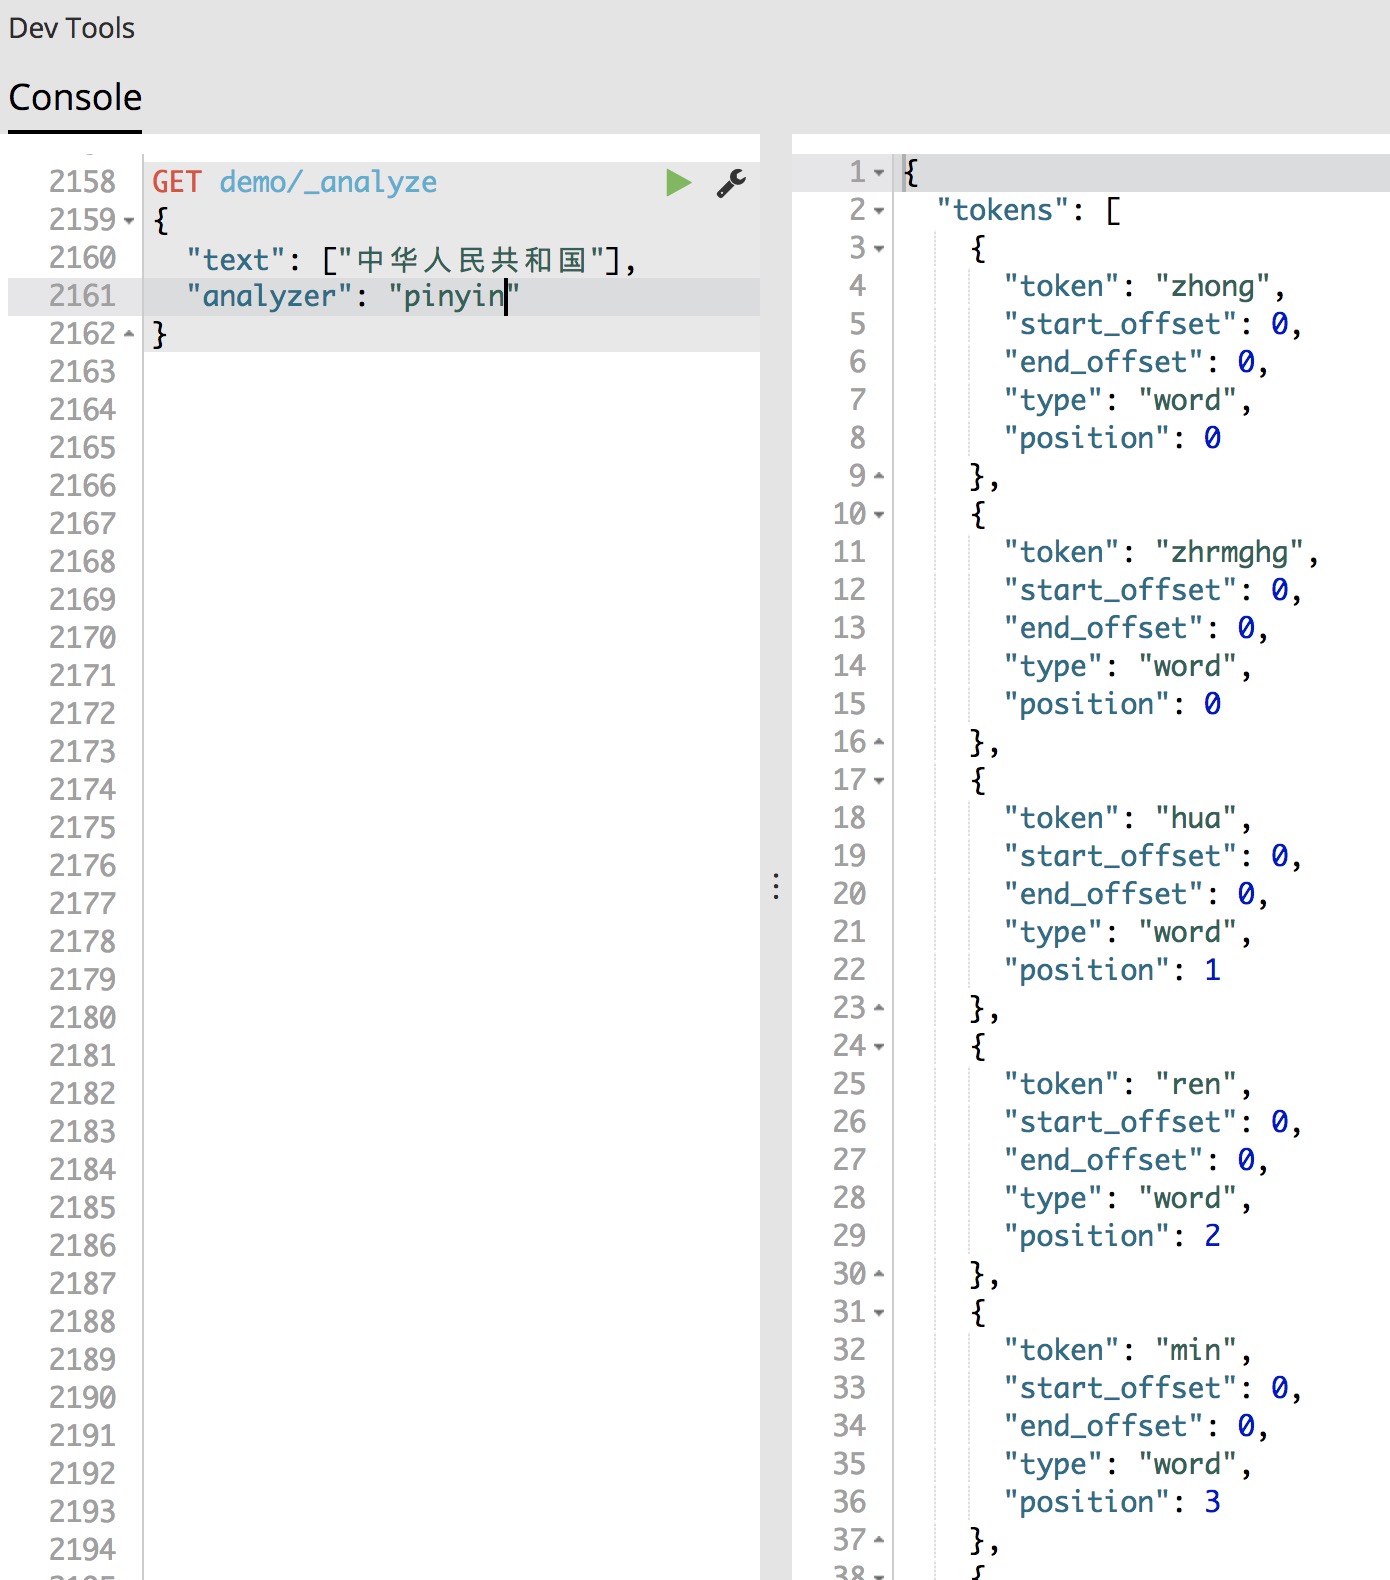 Dev Tools
Console
2158 GET demo/_analyze
2159 {
2160 "text": ["中华人民共和国"],
2161 "analyzer": "pinyin"
2162 }
2163
2164
2165
2166
2167
2168
2169
2170
2171
2172
2173
2174
2175
2176
2177
2178
2179
2180
2181
2182
2183
2184
2185
2186
2187
2188
2189
2190
2191
2192
2193
2194
1 {
2 "tokens": [
3 {
4 "token": "zhong",
5 "start_offset": 0,
6 "end_offset": 0,
7 "type": "word",
8 "position": 0
9 },
10 {
11 "token": "zhrmghg",
12 "start_offset": 0,
13 "end_offset": 0,
14 "type": "word",
15 "position": 0
16 },
17 {
18 "token": "hua",
19 "start_offset": 0,
20 "end_offset": 0,
21 "type": "word",
22 "position": 1
23 },
24 {
25 "token": "ren",
26 "start_offset": 0,
27 "end_offset": 0,
28 "type": "word",
29 "position": 2
30 },
31 {
32 "token": "min",
33 "start_offset": 0,
34 "end_offset": 0,
35 "type": "word",
36 "position": 3
37 },
38 {